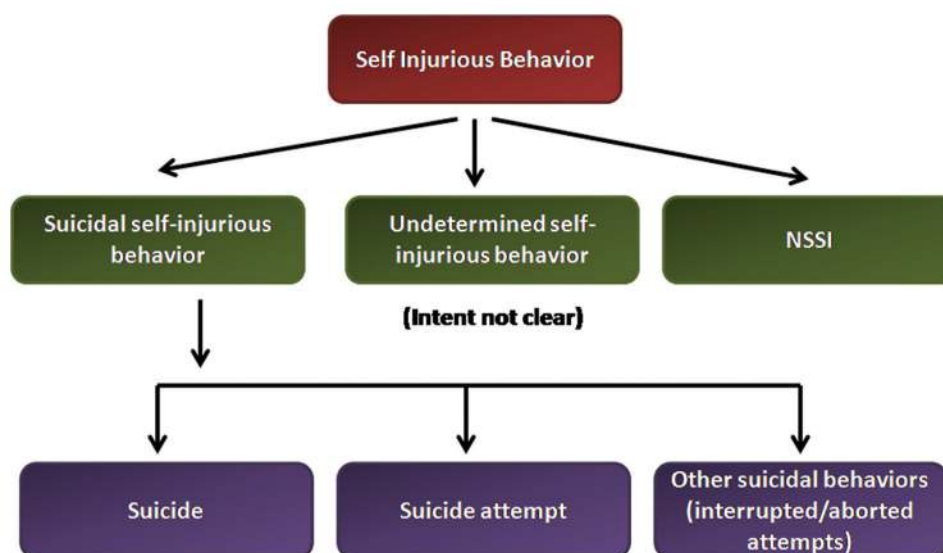 Self Injurious Behavior
Suicidal self-injurious
behavior
Undetermined self-
injurious behavior
NSSI
(Intent not clear)
Suicide
Suicide attempt
Other suicidal behaviors
(interrupted/aborted
attempts)